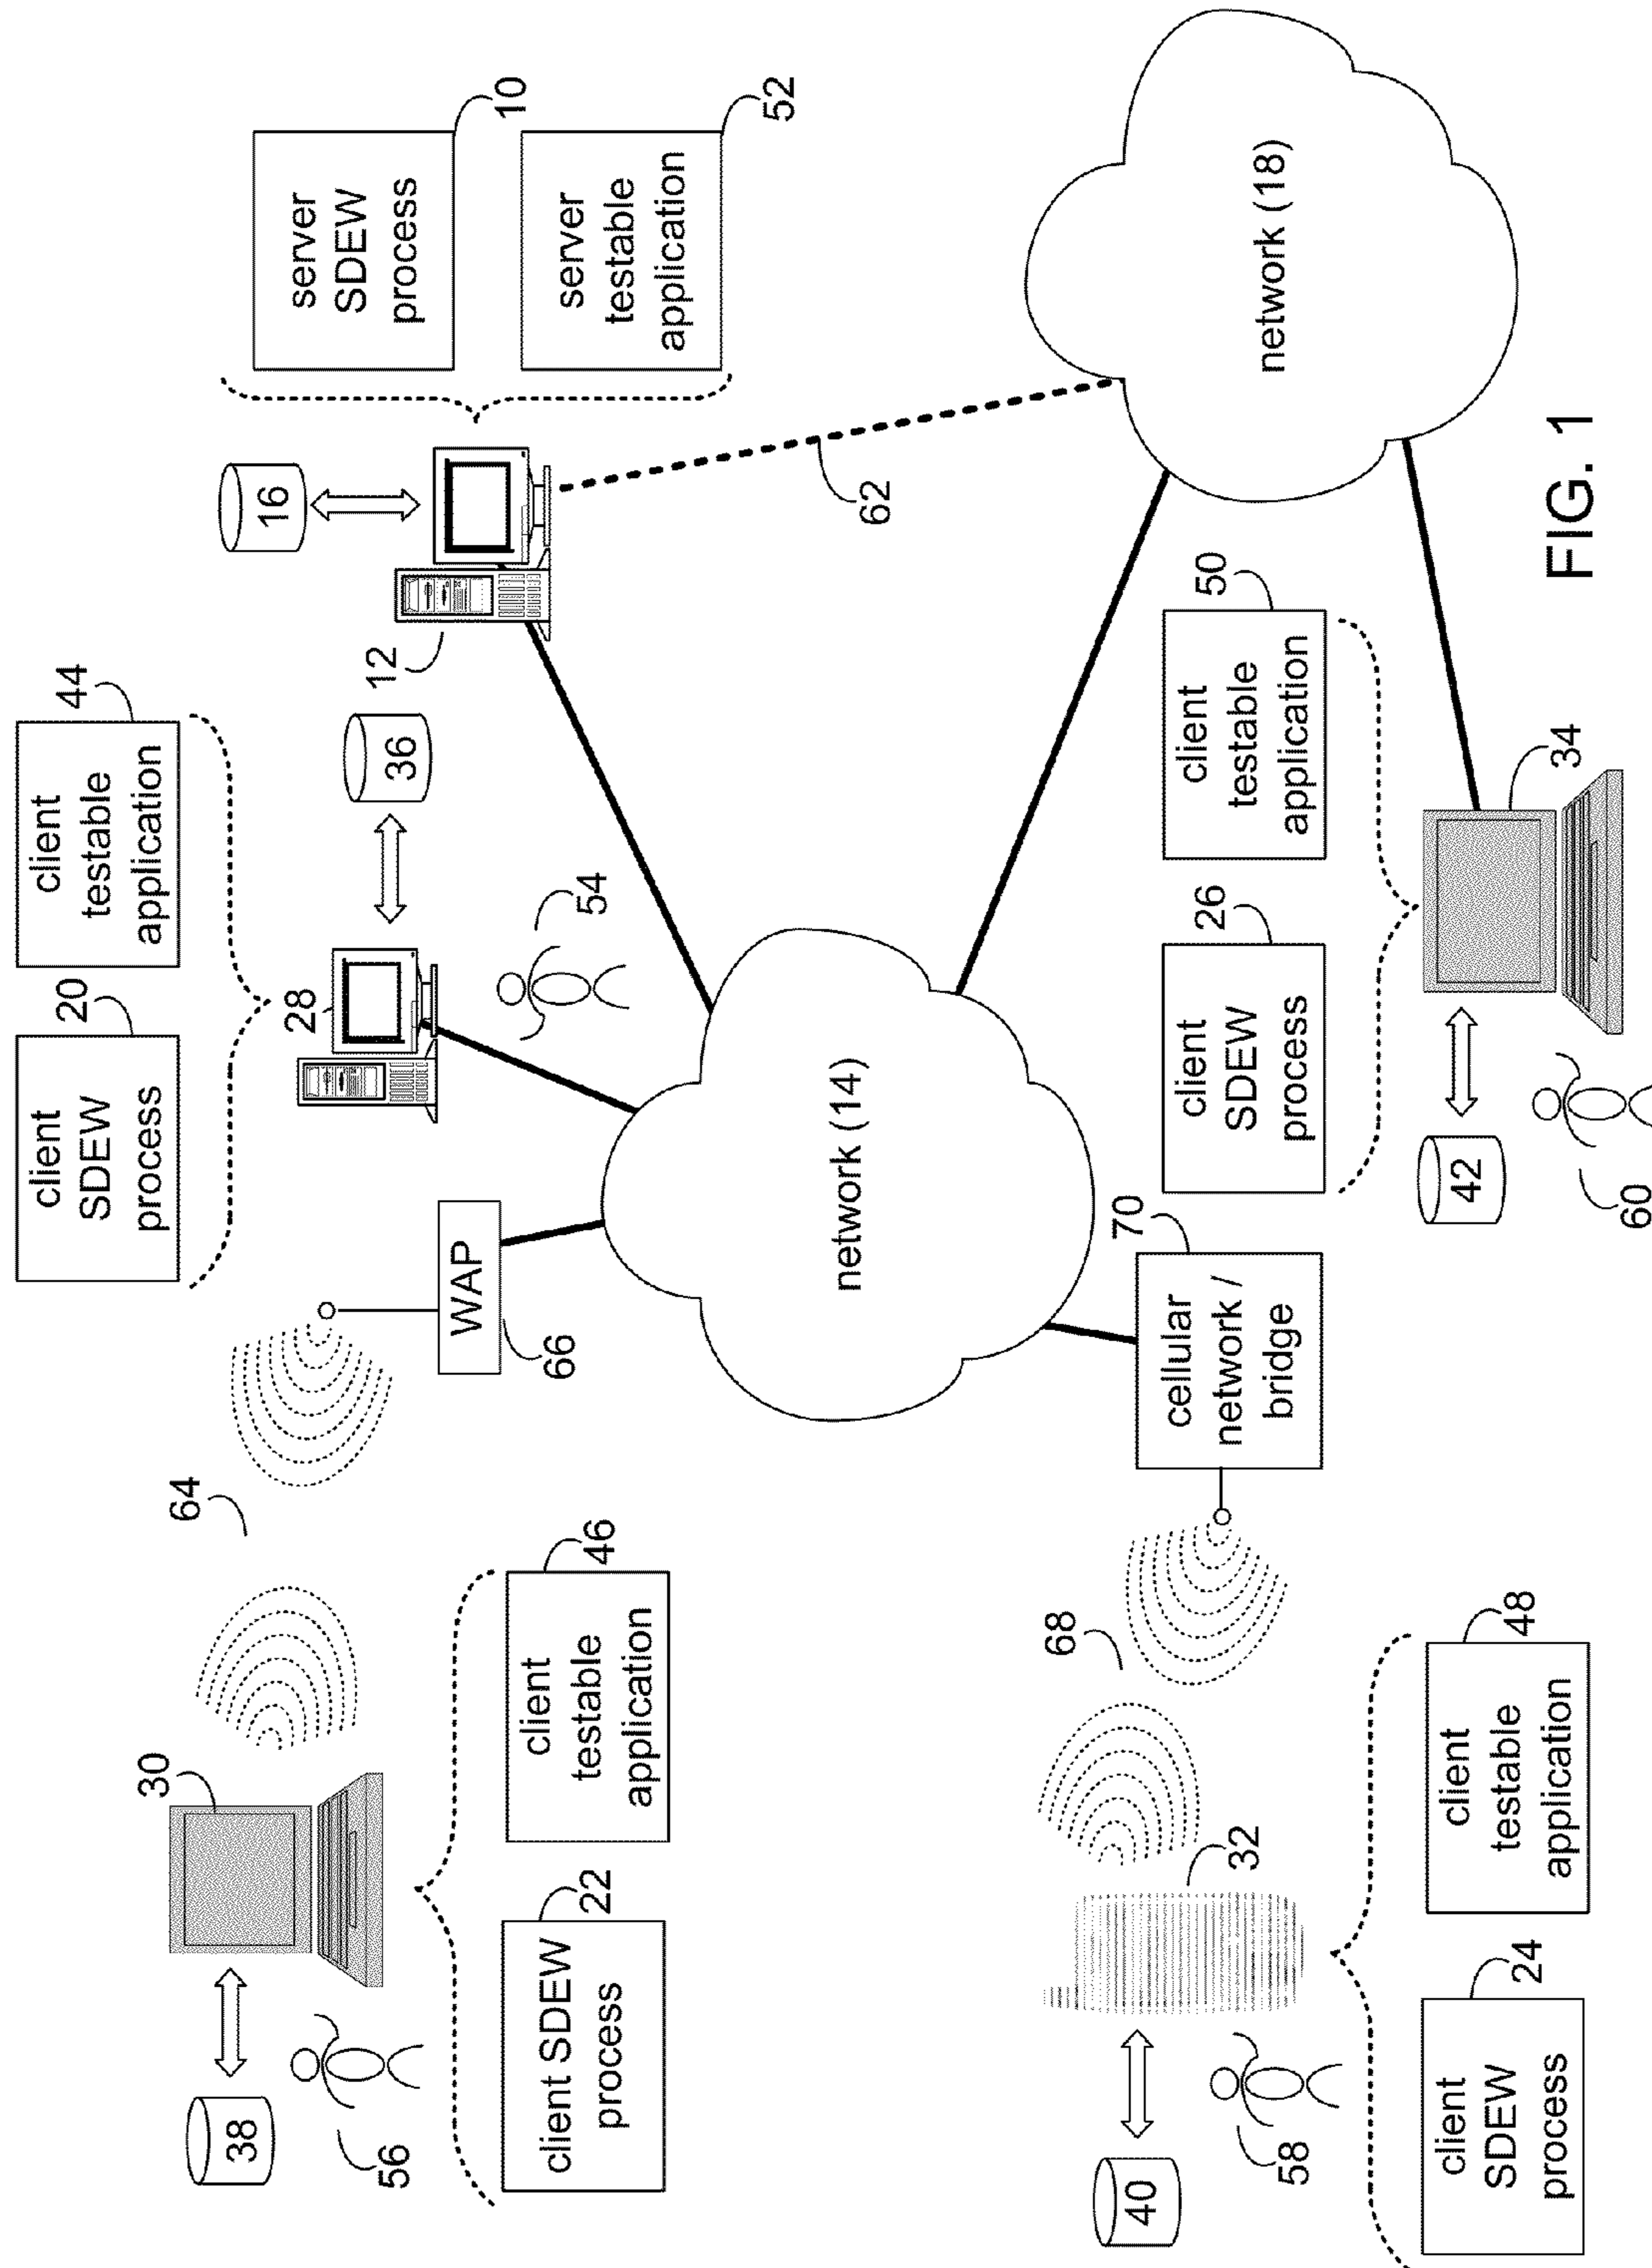 client
SDEW
process
20
client
testable
application
44
28
36
54
16
12
server
SDEW
process
10
server
testable
application
52
64
WAP
66
30
38
56
client SDEW
process
22
client
testable
application
46
network (14)
62
network (18)
68
cellular
network /
bridge
70
32
40
58
client
SDEW
process
24
client
testable
application
48
client
SDEW
process
26
client
testable
application
50
34
42
60
FIG. 1